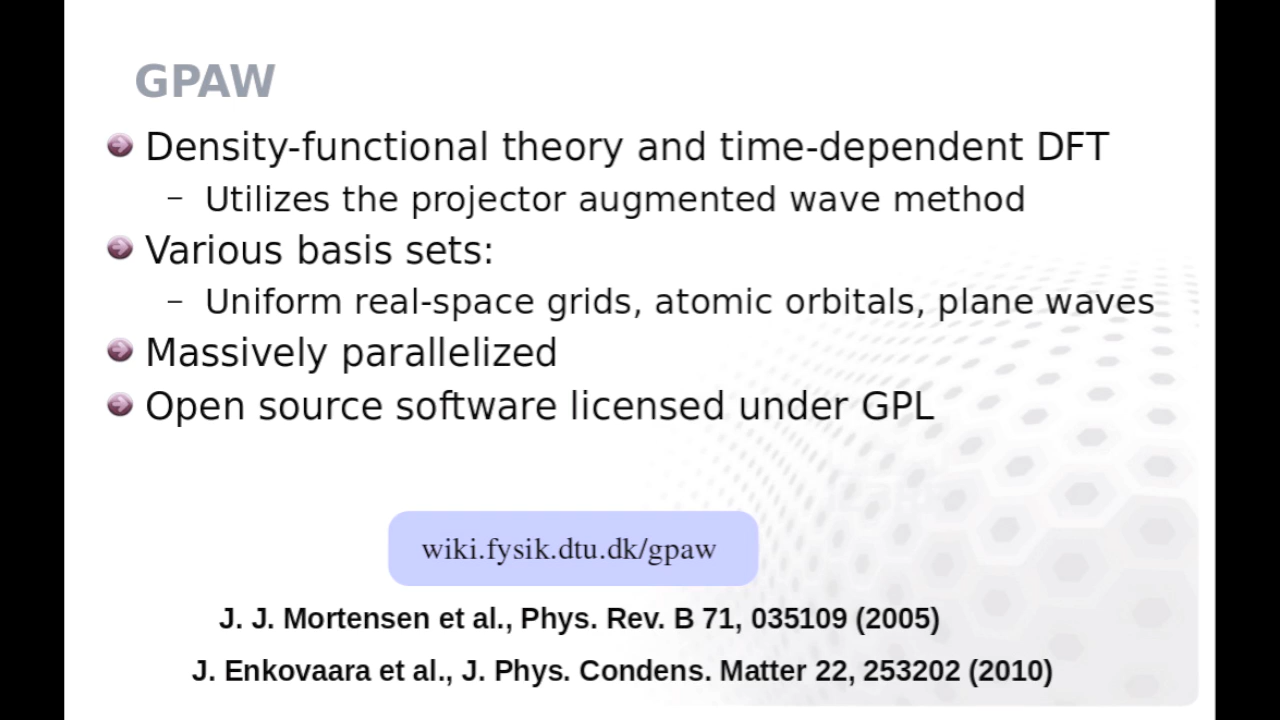 GPAW
Density-functional theory and time-dependent DFT
– Utilizes the projector augmented wave method
Various basis sets:
– Uniform real-space grids, atomic orbitals, plane waves
Massively parallelized
Open source software licensed under GPL
wiki.fysik.dtu.dk/gpaw
J. J. Mortensen et al., Phys. Rev. B 71, 035109 (2005)
J. Enkovaara et al., J. Phys. Condens. Matter 22, 253202 (2010)